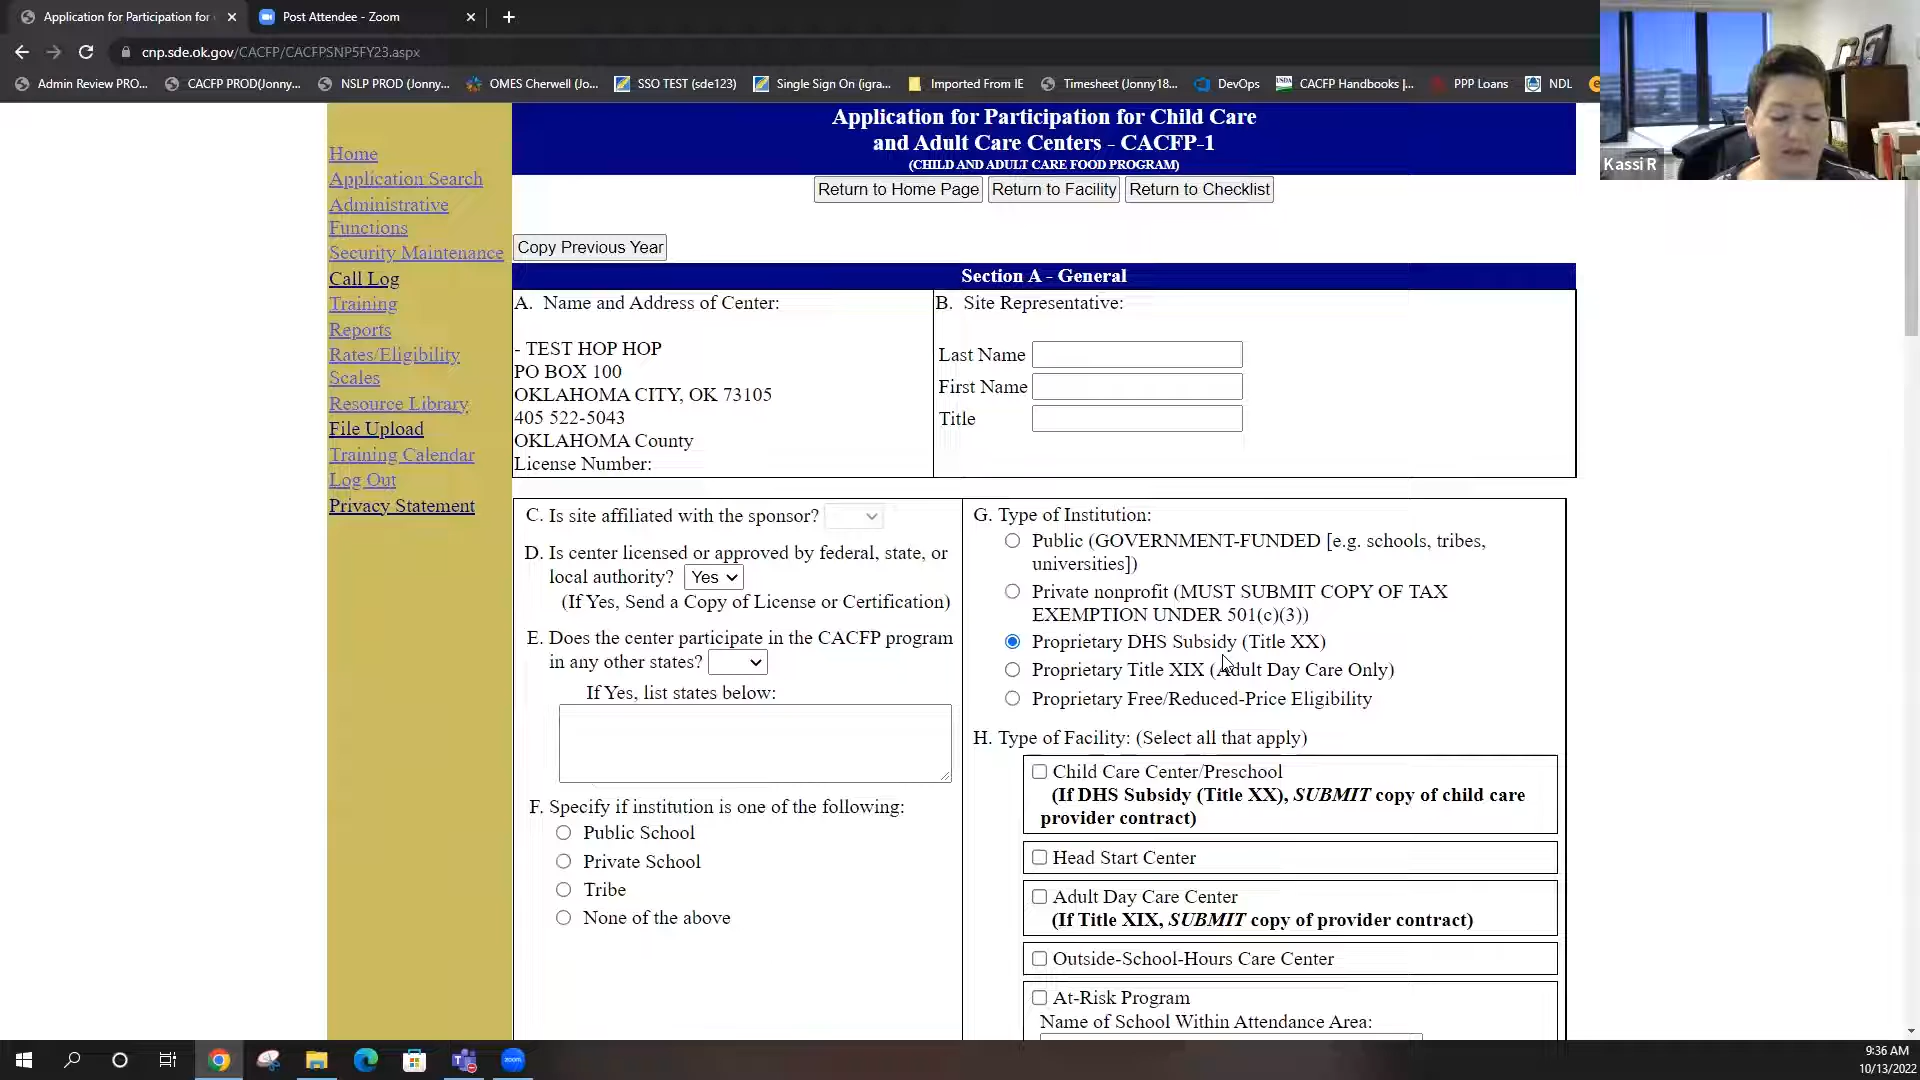 Application for Participation for
Post Attendee - Zoom
cnp.sde.ok.gov/CACFP/CACFPSNP5FY23.aspx
Admin Review PRO...
CACFP PROD(Jonny...
NSLP PROD (Jonny...
OMES Cherwell (Jo...
SSO TEST (sde123)
Single Sign On (igra...
Imported From IE
Timesheet (Jonny18...
DevOps
CACFP Handbooks |...
PPP Loans
NDL
Kassi R
Home
Application Search
Administrative
Functions
Security Maintenance
Call Log
Training
Reports
Rates/Eligibility
Scales
Resource Library
File Upload
Training Calendar
Log Out
Privacy Statement
Application for Participation for Child Care
and Adult Care Centers - CACFP-1
(CHILD AND ADULT CARE FOOD PROGRAM)
Return to Home Page
Return to Facility
Return to Checklist
Copy Previous Year
Section A - General
A. Name and Address of Center:
- TEST HOP HOP
PO BOX 100
OKLAHOMA CITY, OK 73105
405 522-5043
OKLAHOMA County
License Number:
B. Site Representative:
Last Name
First Name
Title
C. Is site affiliated with the sponsor?
D. Is center licensed or approved by federal, state, or
local authority? Yes
(If Yes, Send a Copy of License or Certification)
E. Does the center participate in the CACFP program
in any other states?
If Yes, list states below:
F. Specify if institution is one of the following:
Public School
Private School
Tribe
None of the above
G. Type of Institution:
Public (GOVERNMENT-FUNDED [e.g. schools, tribes,
universities])
Private nonprofit (MUST SUBMIT COPY OF TAX
EXEMPTION UNDER 501(c)(3))
Proprietary DHS Subsidy (Title XX)
Proprietary Title XIX (Adult Day Care Only)
Proprietary Free/Reduced-Price Eligibility
H. Type of Facility: (Select all that apply)
Child Care Center/Preschool
(If DHS Subsidy (Title XX), SUBMIT copy of child care
provider contract)
Head Start Center
Adult Day Care Center
(If Title XIX, SUBMIT copy of provider contract)
Outside-School-Hours Care Center
At-Risk Program
Name of School Within Attendance Area:
9:36 AM
10/13/2022